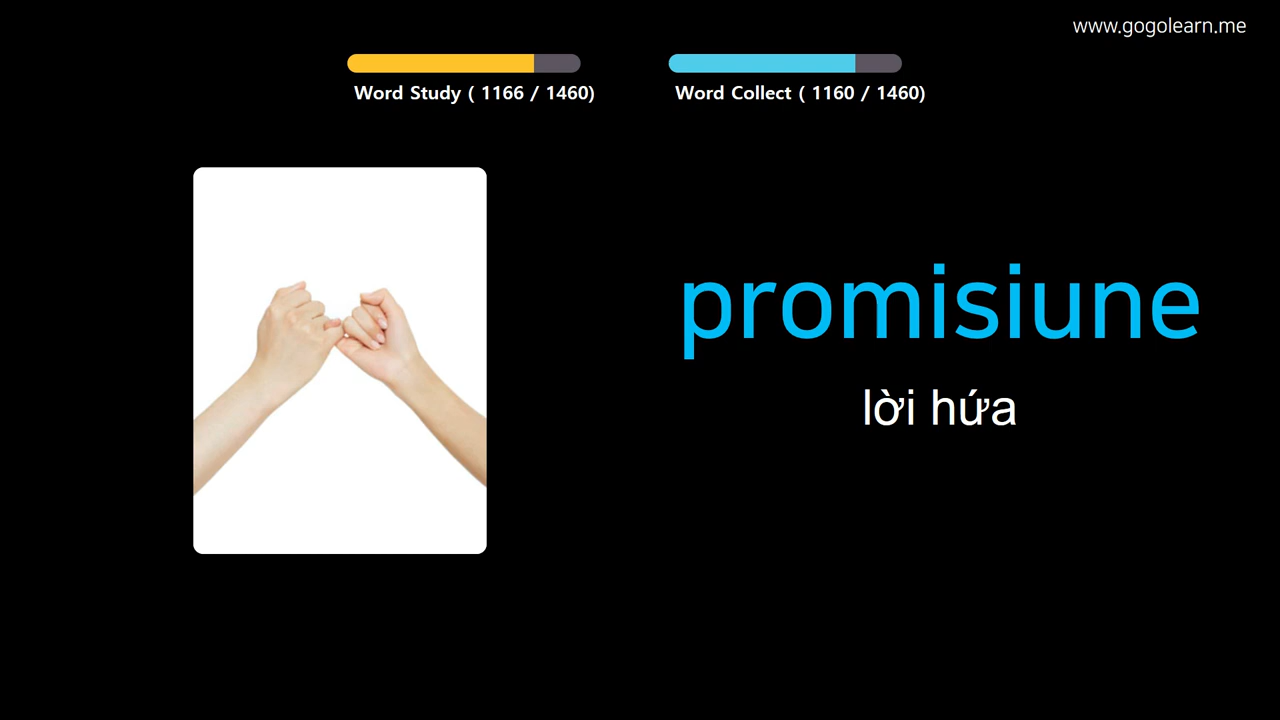 www.gogolearn.me
Word Study ( 1166 / 1460)
Word Collect ( 1160 / 1460)
promisiune
lời hứa